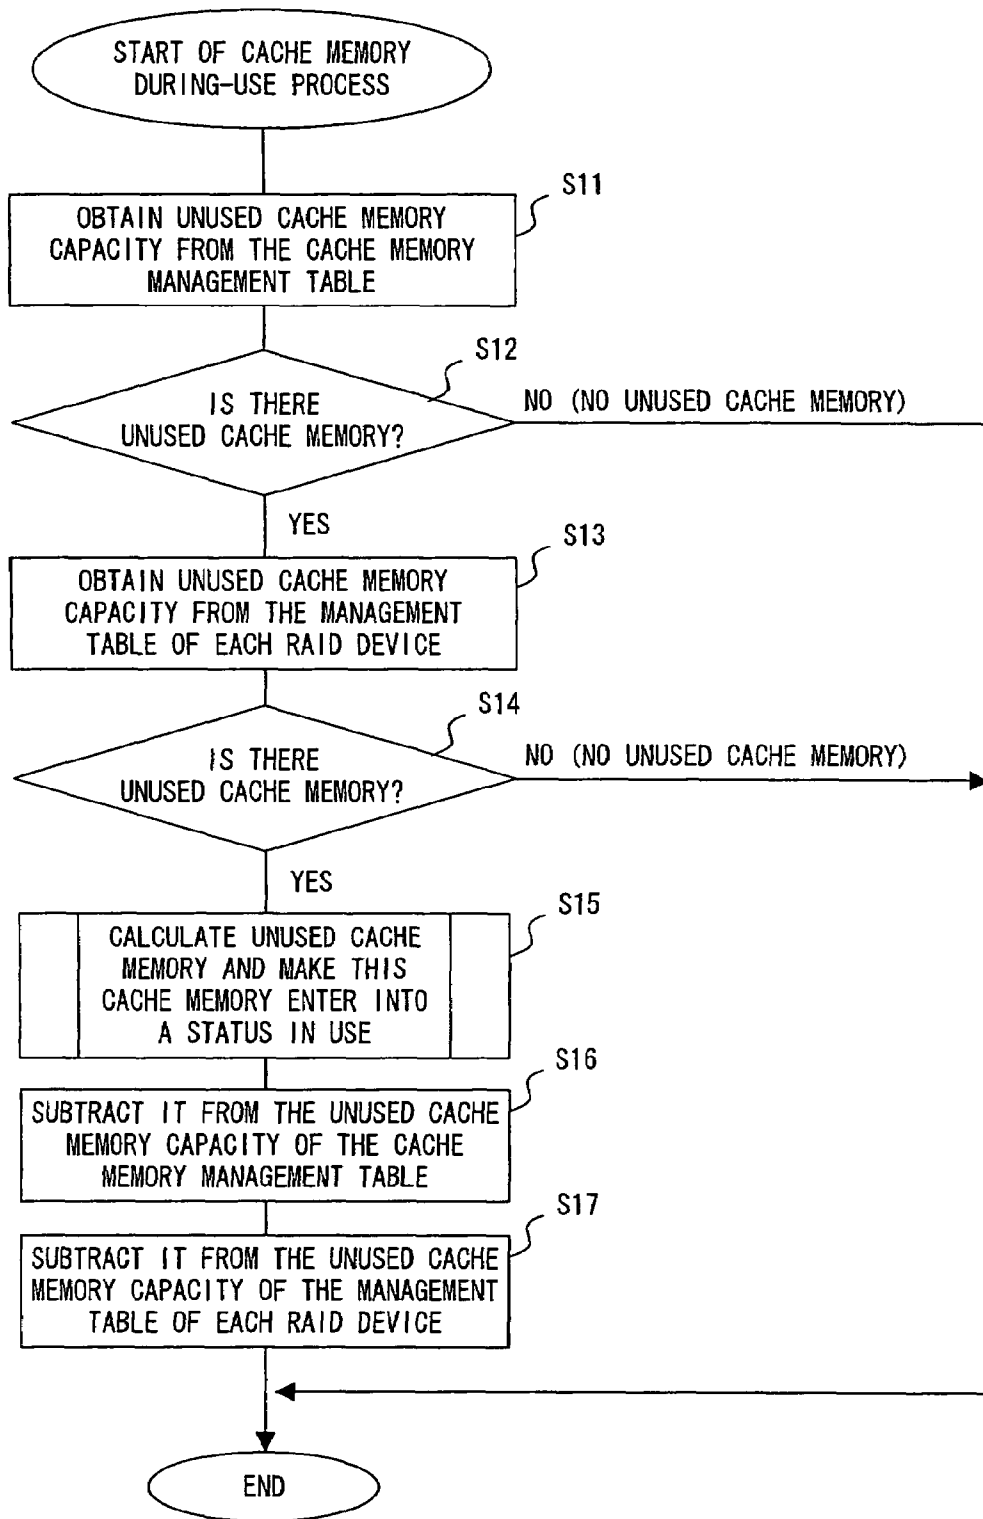 START OF CACHE MEMORY
DURING-USE PROCESS
S11
OBTAIN UNUSED CACHE MEMORY
CAPACITY FROM THE CACHE MEMORY
MANAGEMENT TABLE
S12
IS THERE
UNUSED CACHE MEMORY?
NO (NO UNUSED CACHE MEMORY)
YES
S13
OBTAIN UNUSED CACHE MEMORY
CAPACITY FROM THE MANAGEMENT
TABLE OF EACH RAID DEVICE
S14
IS THERE
UNUSED CACHE MEMORY?
NO (NO UNUSED CACHE MEMORY)
YES
S15
CALCULATE UNUSED CACHE
MEMORY AND MAKE THIS
CACHE MEMORY ENTER INTO
A STATUS IN USE
S16
SUBTRACT IT FROM THE UNUSED CACHE
MEMORY CAPACITY OF THE CACHE
MEMORY MANAGEMENT TABLE
S17
SUBTRACT IT FROM THE UNUSED CACHE
MEMORY CAPACITY OF THE MANAGEMENT
TABLE OF EACH RAID DEVICE
END